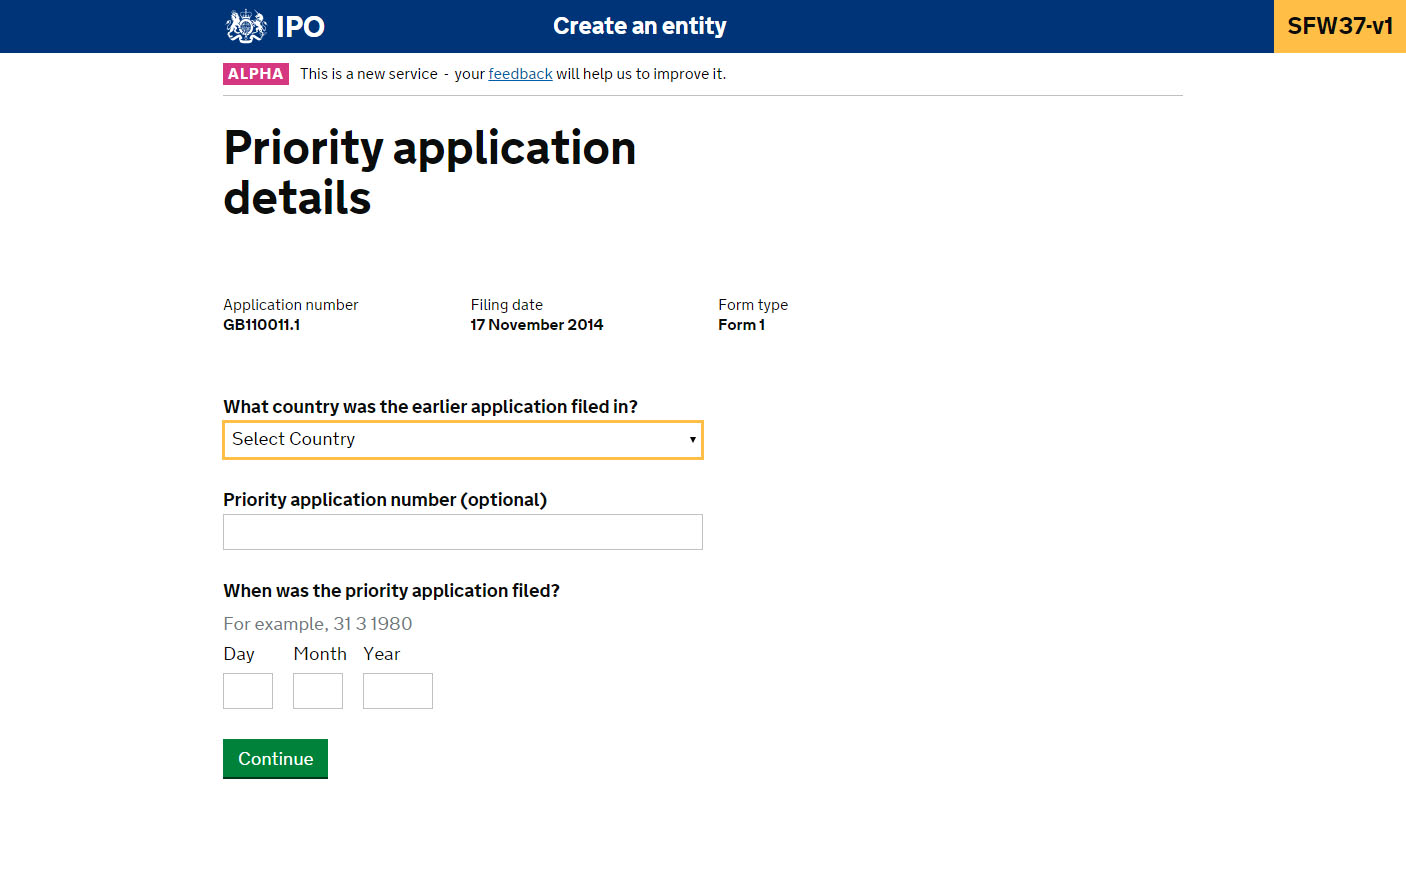 IPO
Create an entity
SFW37-v1
ALPHA This is a new service - your feedback will help us to improve it.
Priority application
details
Application number Filing date Form type
GB110011.1 17 November 2014 Form 1
What country was the earlier application filed in?
Select Country
Priority application number (optional)
When was the priority application filed?
For example, 31 3 1980
Day Month Year
Continue